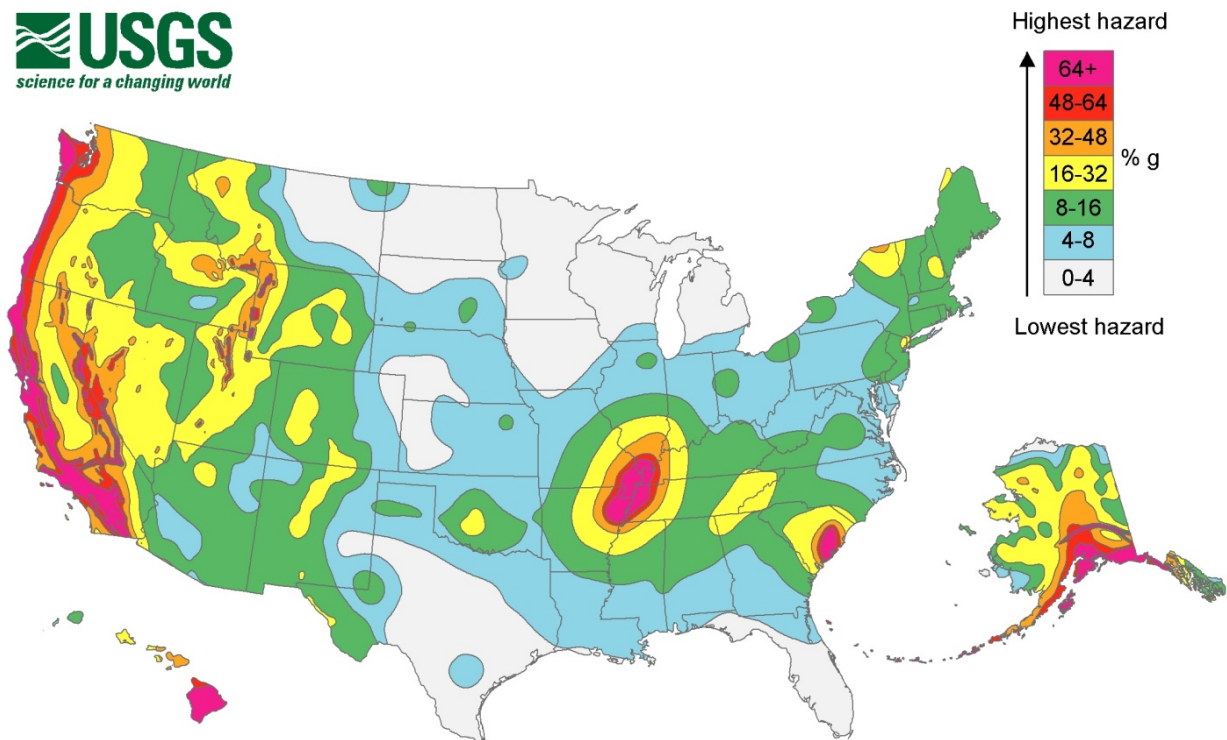 USGS
science for a changing world
Highest hazard
64+
48-64
32-48
16-32
8-16
4-8
0-4
% g
Lowest hazard